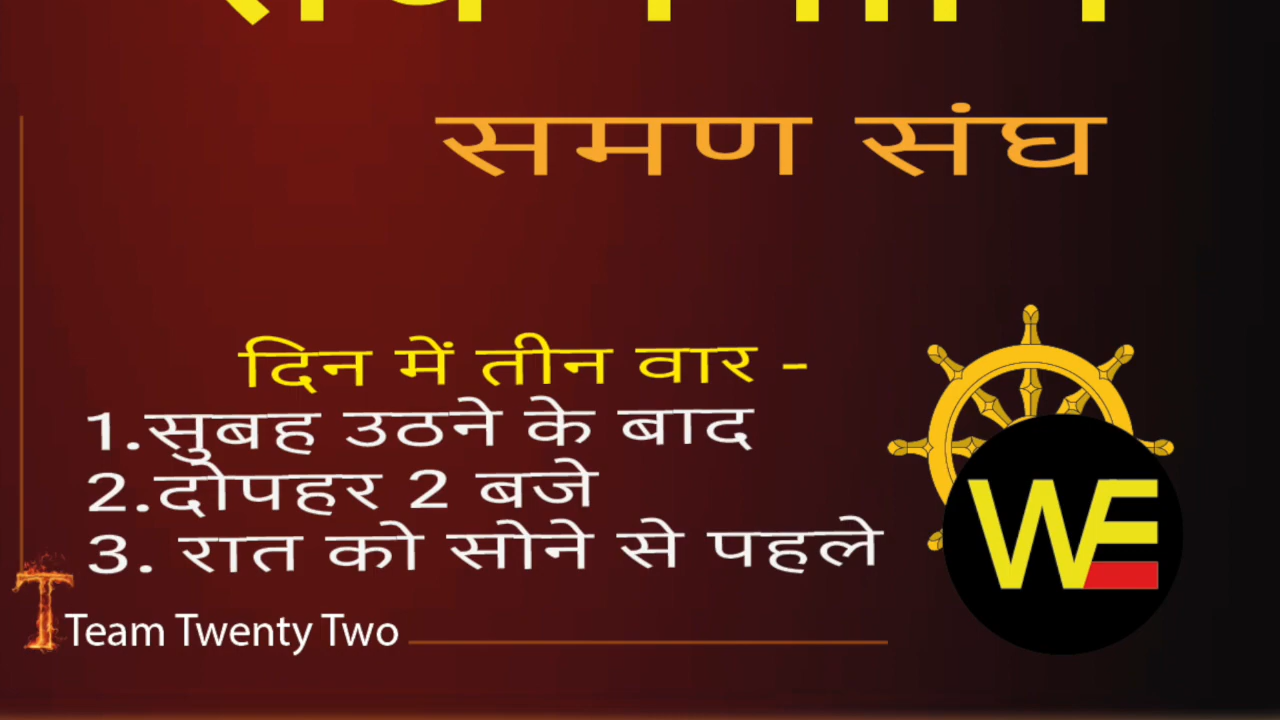 समण संघ
दिन में तीन वार -
1.सुबह उठने के बाद
2.दोपहर 2 बजे
3. रात को सोने से पहले
Team Twenty Two
WE